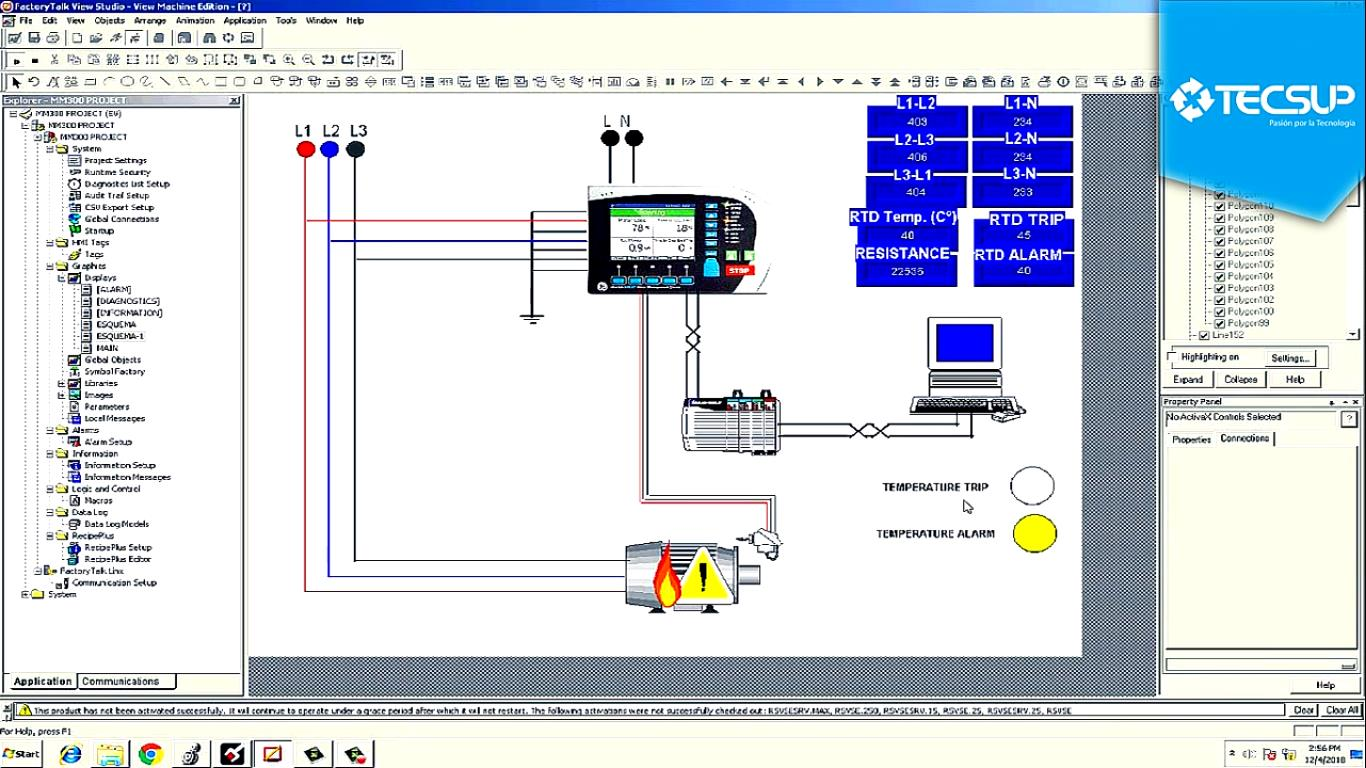 FactoryTalk View Studio - View Machine Edition - [?]
File Edit View Objects Arrange Animation Application Tools Window Help
TECSUP
Pasión por la Tecnología
Explorer - MM300 PROJECT
MM300 PROJECT (EV)
MM300 PROJECT
MM300 PROJECT
System
Project Settings
Runtime Security
Diagnostics List Setup
Audit Trail Setup
CSU Export Setup
Global Connections
Startup
HMI Tags
Tags
Graphics
Displays
[ALARM]
[DIAGNOSTICS]
[INFORMATION]
ESQUEMA
ESQUEMA-1
MAIN
Global Objects
Symbol Factory
Libraries
Images
Parameters
Local Messages
Alarms
Alarm Setup
Information
Information Setup
Information Messages
Logic and Control
Macros
Data Log
Data Log Models
RecipePlus
RecipePlus Setup
RecipePlus Editor
FactoryTalk Linx
Communication Setup
System
Application Communications
L1 L2 L3
L N
STOP
L1-L2
403
L1-N
234
L2-L3
406
L2-N
234
L3-L1
404
L3-N
233
RTD Temp. (C°)
40
RTD TRIP
45
RESISTANCE
22535
RTD ALARM
40
TEMPERATURE TRIP
TEMPERATURE ALARM
Polygon109
Polygon108
Polygon107
Polygon106
Polygon105
Polygon104
Polygon103
Polygon102
Polygon100
Polygon99
Line152
Highlighting on Settings...
Expand Collapse Help
Property Panel
No ActiveX Controls Selected
?
Properties Connections
Help
This product has not been activated successfully. It will continue to operate under a grace period after which it will not restart. The following activations were not successfully checked out: RSVSESRV.MAX, RSVSE.250, RSVSESRV.15, RSVSE.25, RSVSESRV.25, RSVSE
Clear Clear All
For Help, press F1
Start
2:56 PM
12/4/2018